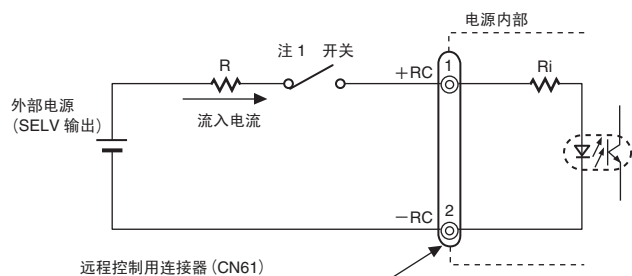 电源内部
注 1 开关
R
+RC
1
Ri
外部电源
(SELV 输出)
流入电流
-RC
2
远程控制用连接器 (CN61)